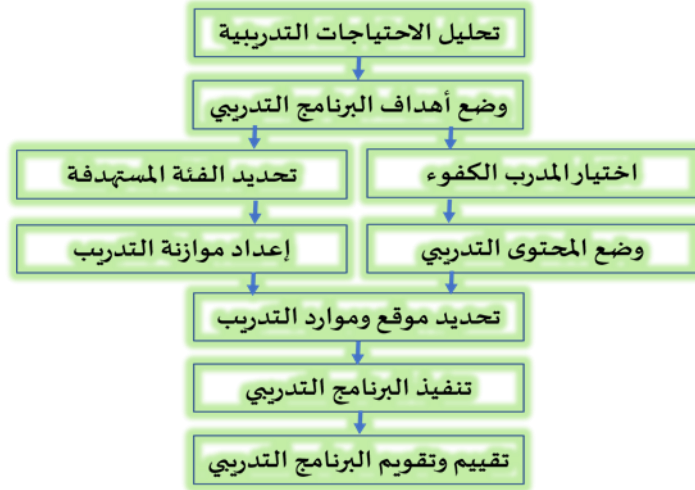 تحليل الاحتياجات التدريبية
وضع أهداف البرنامج التدريبي
اختيار المدرب الكفوء
تحديد الفئة المستهدفة
وضع المحتوى التدريبي
إعداد موازنة التدريب
تحديد موقع وموارد التدريب
تنفيذ البرنامج التدريبي
تقييم وتقويم البرنامج التدريبي